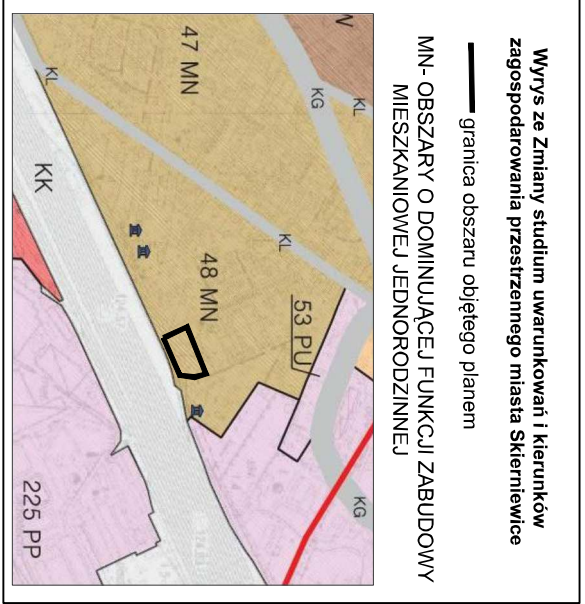 Wyrys ze Zmiany studium uwarunkowań i kierunków
zagospodarowania przestrzennego miasta Skierniewice
granica obszaru objętego planem
MN- OBSZARY O DOMINUJĄCEJ FUNKCJI ZABUDOWY
MIESZKANIOWEJ JEDNORODZINNEJ
KL
KG
47 MN
KL
KL
KK
48 MN
53 PU
KG
225 PP